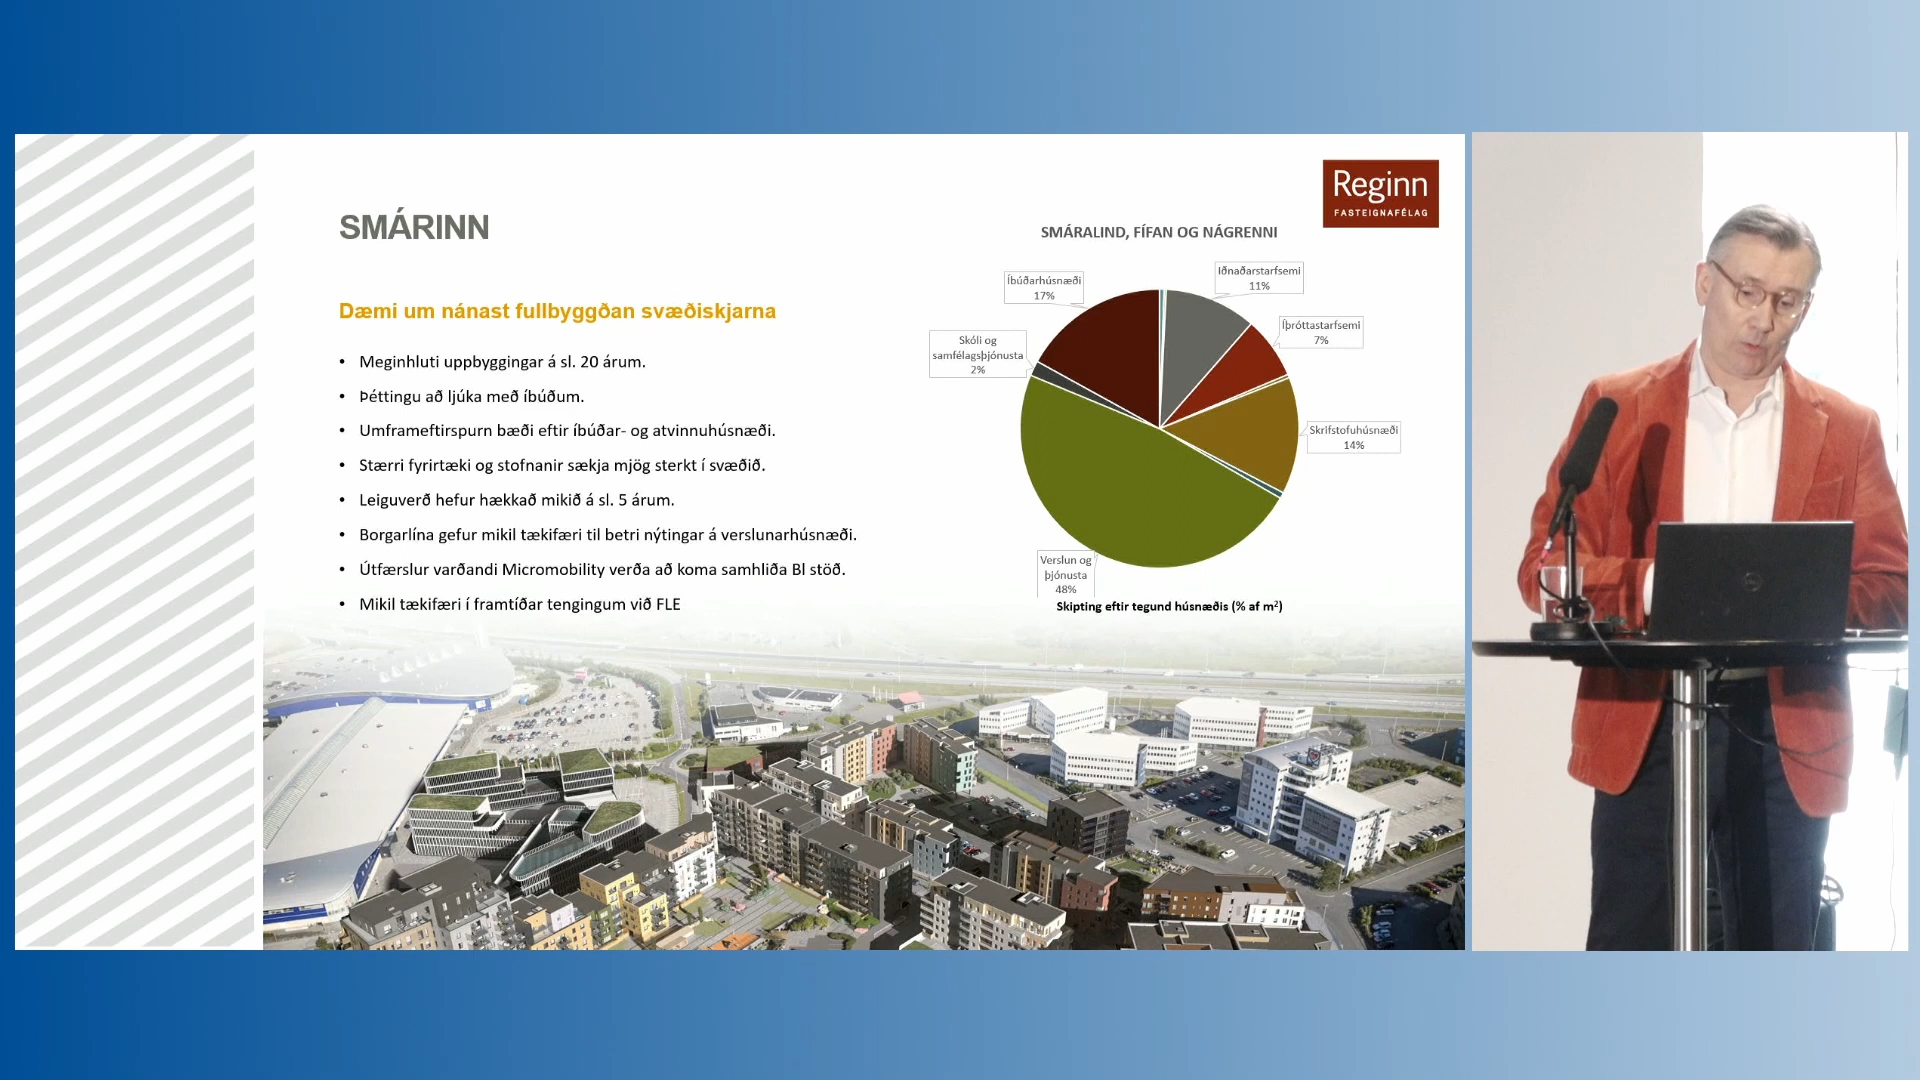 SMÁRINN
Dæmi um nánast fullbyggðan svæðiskjarna
• Meginhluti uppbyggingar á sl. 20 árum.
• Þéttingu að ljúka með íbúðum.
• Umframeftirspurn bæði eftir íbúðar- og atvinnuhúsnæði.
• Stærri fyrirtæki og stofnanir sækja mjög sterkt í svæðið.
• Leiguverð hefur hækkað mikið á sl. 5 árum.
• Borgarlína gefur mikil tækifæri til betri nýtingar á verslunarhúsnæði.
• Útfærslur varðandi Micromobility verða að koma samhliða Bl stöð.
• Mikil tækifæri í framtíðar tengingum við FLE
Reginn
FASTEIGNAFÉLAG
SMÁRALIND, FÍFAN OG NÁGRENNI
Íbúðarhúsnæði
17%
Iðnaðarstarfsemi
11%
Íþróttastarfsemi
7%
Skóli og
samfélagsþjónusta
2%
Skrifstofuhúsnæði
14%
Verslun og
þjónusta
48%
Skipting eftir tegund húsnæðis (% af m²)